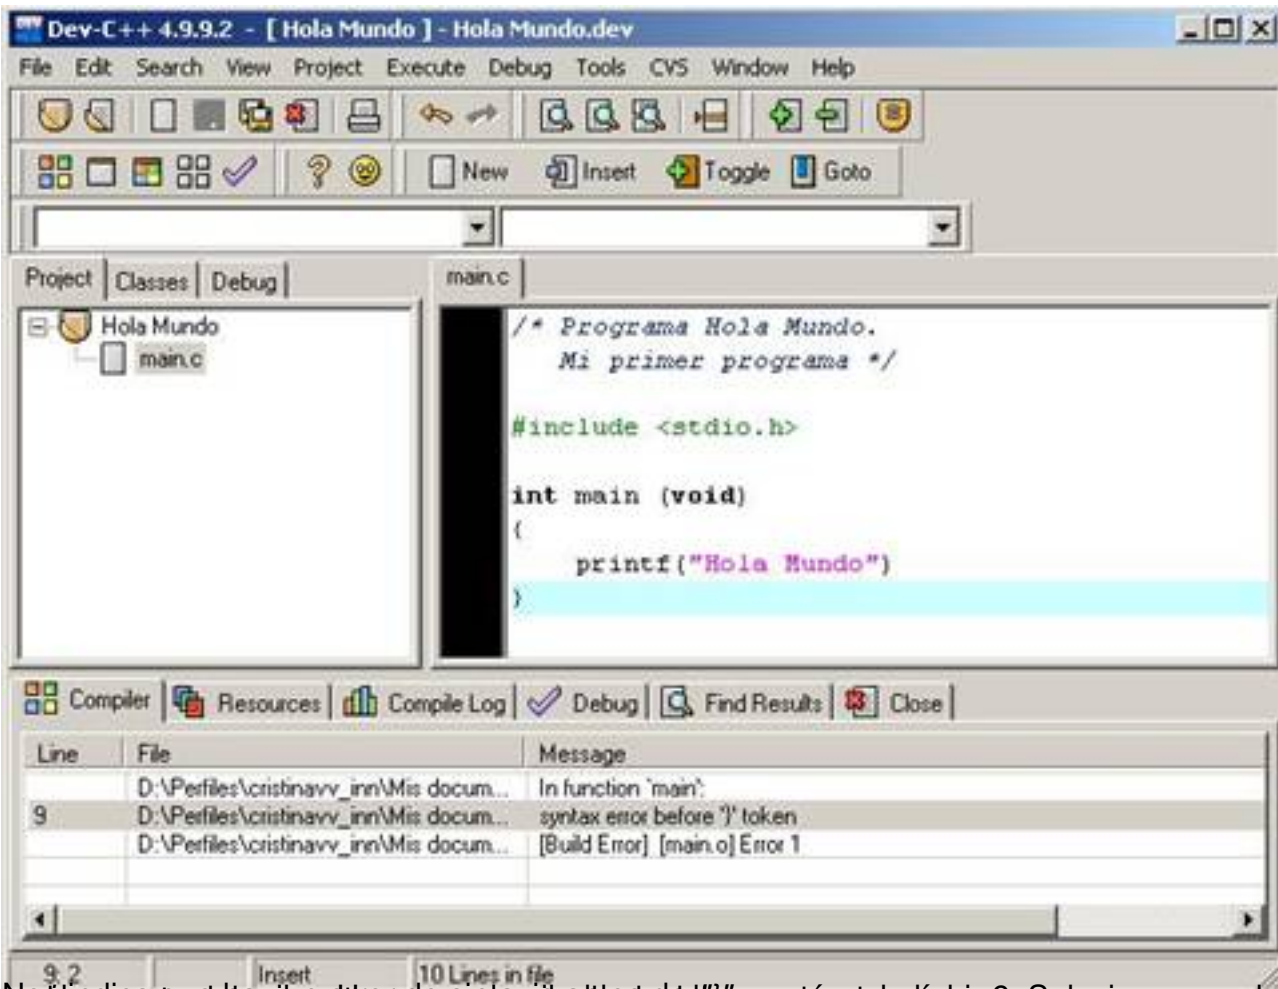 Dev-C++ 4.9.9.2 - [ Hola Mundo ] - Hola Mundo.dev
File Edit Search View Project Execute Debug Tools CVS Window Help
New Insert Toggle Goto
Project Classes Debug
main.c
Hola Mundo
main.c
/* Programa Hola Mundo.
Mi primer programa */
#include <stdio.h>
int main (void)
{
printf("Hola Mundo")
}
Compiler Resources Compile Log Debug Find Results Close
Line File Message
D:\Perfiles\cristinavv_inn\Mis docum... In function `main':
9 D:\Perfiles\cristinavv_inn\Mis docum... syntax error before '}' token
D:\Perfiles\cristinavv_inn\Mis docum... [Build Error] [main.o] Error 1
9: 2 Insert 10 Lines in file